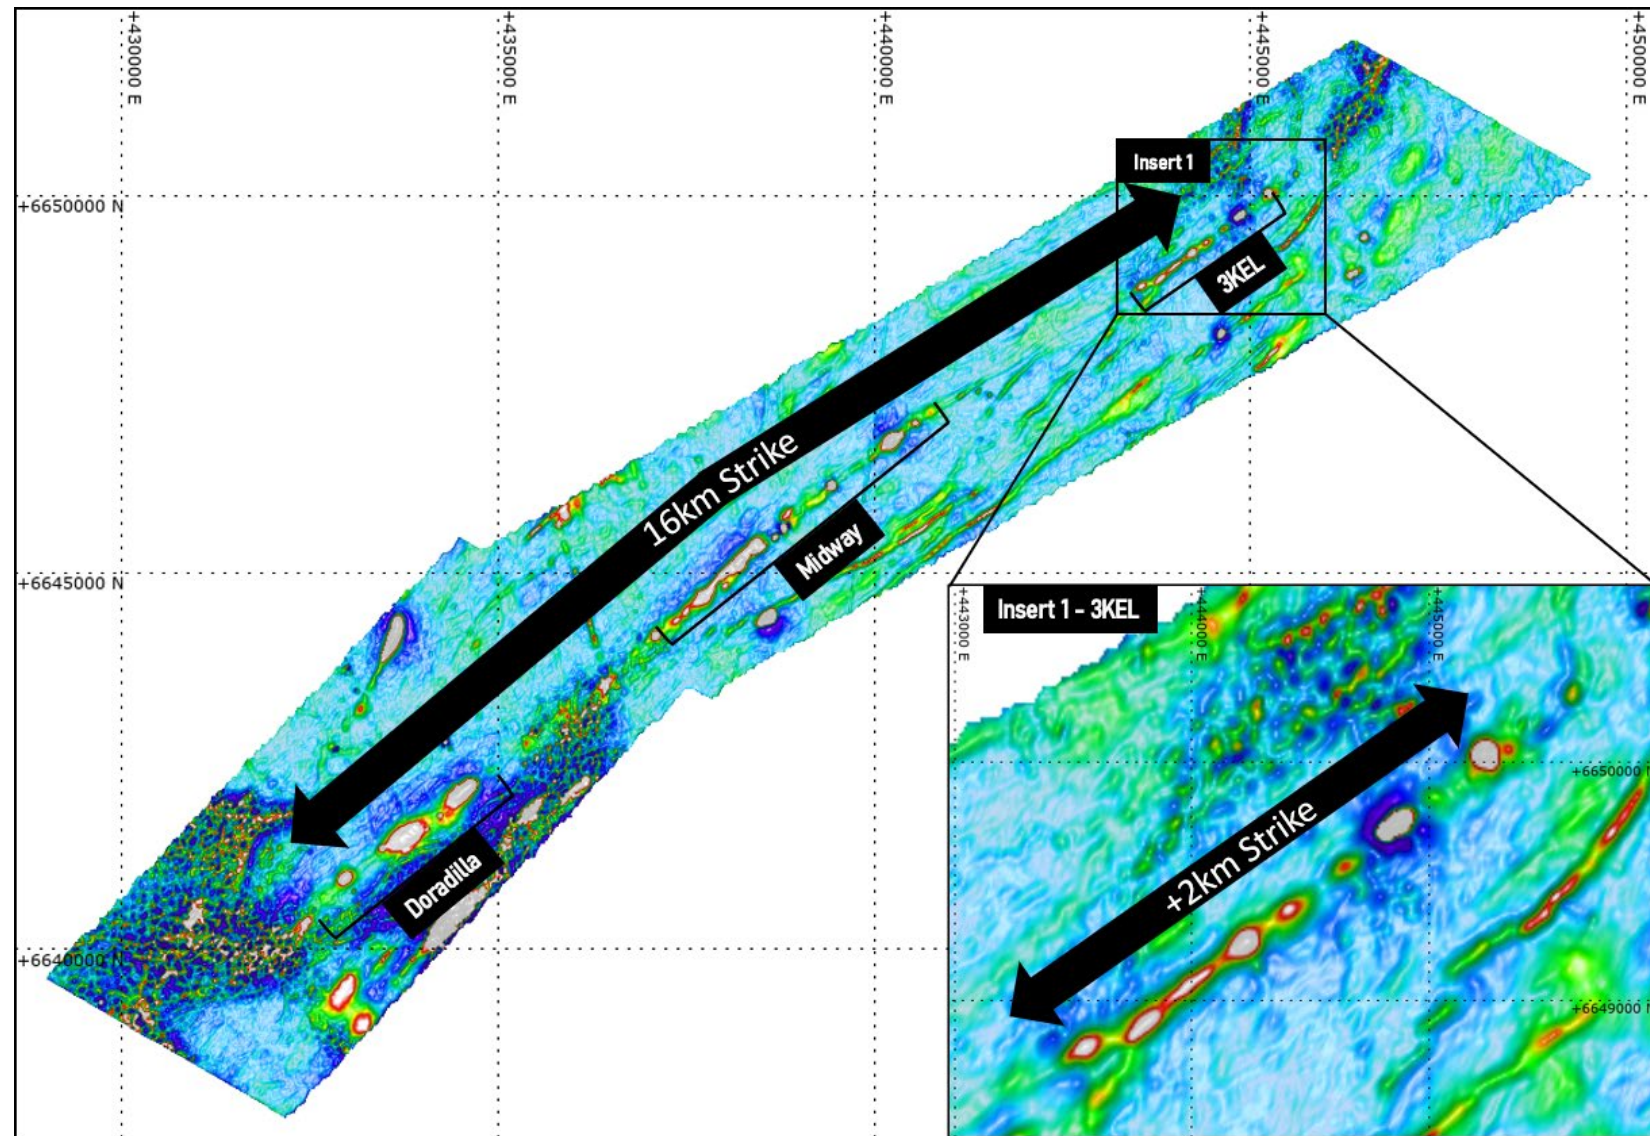 +430000 E
+435000 E
+440000 E
+445000 E
+450000 E
Insert 1
+6650000 N
3KEL
16km Strike
Midway
+6645000 N
Insert 1 - 3KEL
+443000 E
+444000 E
+445000 E
+6650000 N
+2km Strike
Doradilla
+6640000 N
+6649000 N